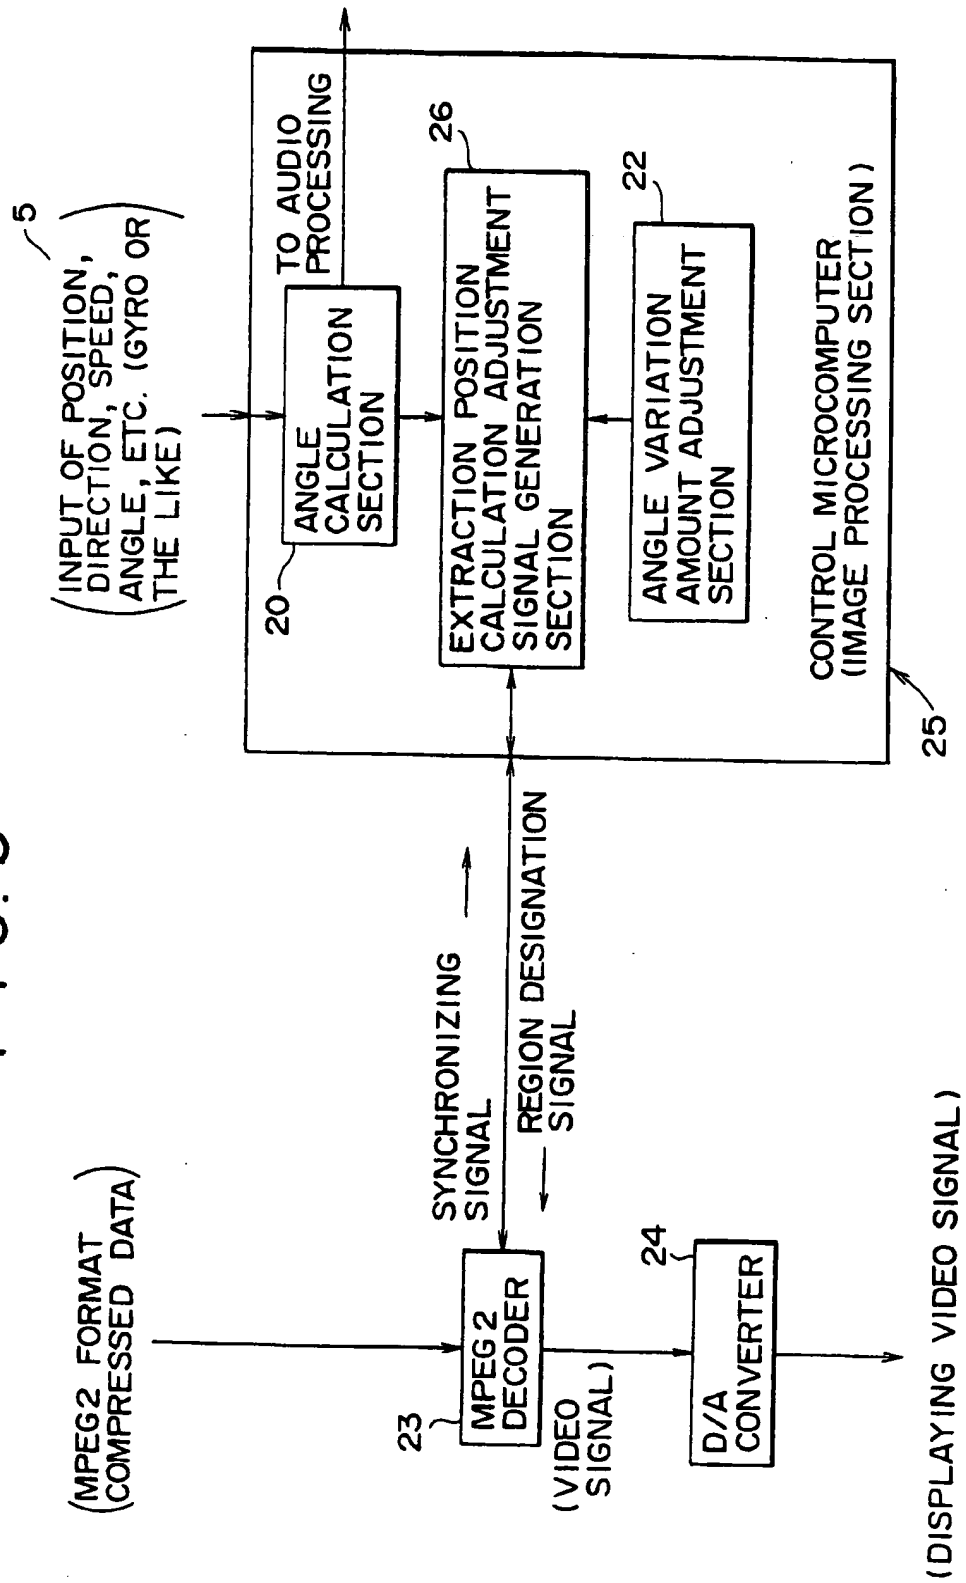 (MPEG2 FORMAT
COMPRESSED DATA)
23
MPEG2
DECODER
(VIDEO
SIGNAL)
24
D/A
CONVERTER
(DISPLAYING VIDEO SIGNAL)
SYNCHRONIZING
SIGNAL
REGION DESIGNATION
SIGNAL
5
(INPUT OF POSITION,
DIRECTION, SPEED,
ANGLE, ETC. (GYRO OR
THE LIKE)
20
ANGLE
CALCULATION
SECTION
TO AUDIO
PROCESSING
26
EXTRACTION POSITION
CALCULATION ADJUSTMENT
SIGNAL GENERATION
SECTION
22
ANGLE VARIATION
AMOUNT ADJUSTMENT
SECTION
CONTROL MICROCOMPUTER
(IMAGE PROCESSING SECTION)
25